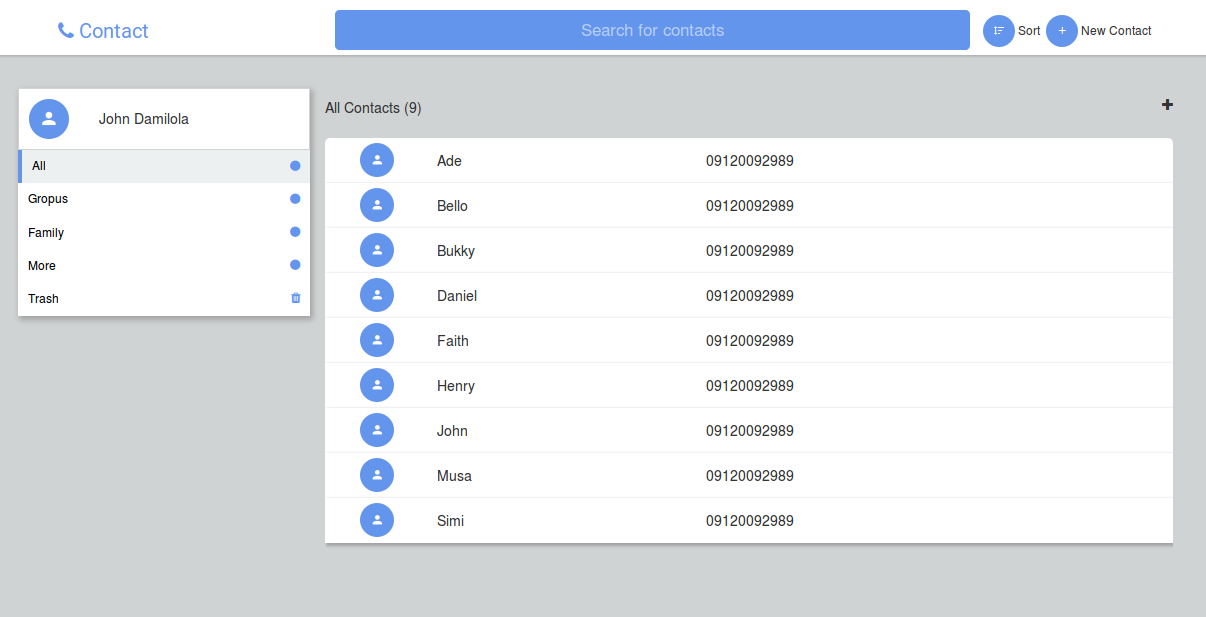 Contact
Search for contacts
Sort
New Contact
John Damilola
All
Gropus
Family
More
Trash
All Contacts (9)
Ade 09120092989
Bello 09120092989
Bukky 09120092989
Daniel 09120092989
Faith 09120092989
Henry 09120092989
John 09120092989
Musa 09120092989
Simi 09120092989